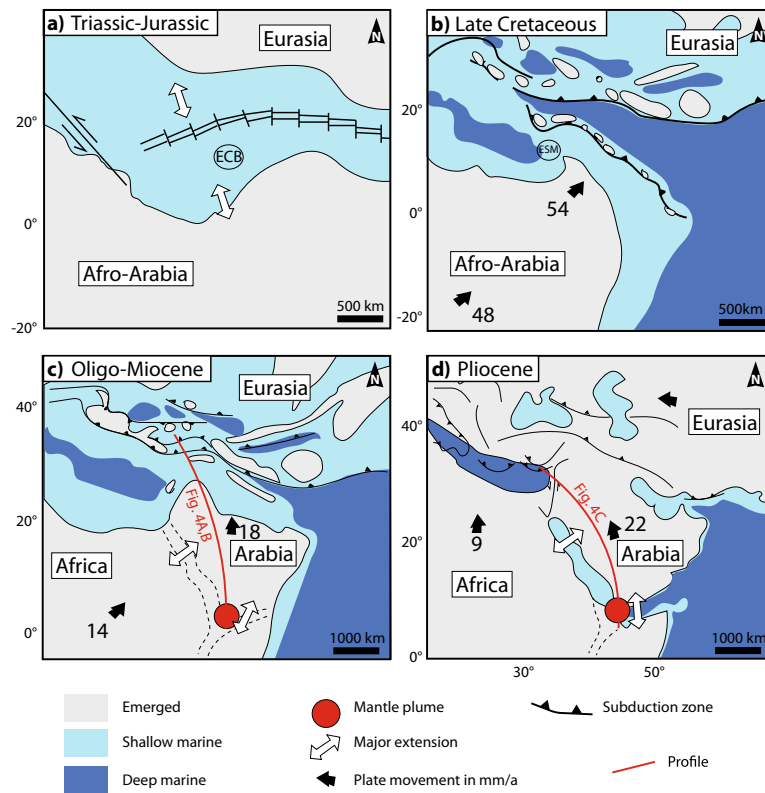 a) Triassic-Jurassic
Eurasia
N
20°
ECB
0°
Afro-Arabia
500 km
-20°
b) Late Cretaceous
N
Eurasia
20°
ESM
54
0°
Afro-Arabia
48
500km
-20°
c) Oligo-Miocene
N
Eurasia
40°
Fig. 4A,B
20°
18
Africa
Arabia
14
0°
1000 km
d) Pliocene
N
Eurasia
40°
Fig. 4C
22
20°
9
Arabia
Africa
1000 km
0°
30°
50°
Emerged
Mantle plume
Subduction zone
Shallow marine
Major extension
Profile
Deep marine
Plate movement in mm/a